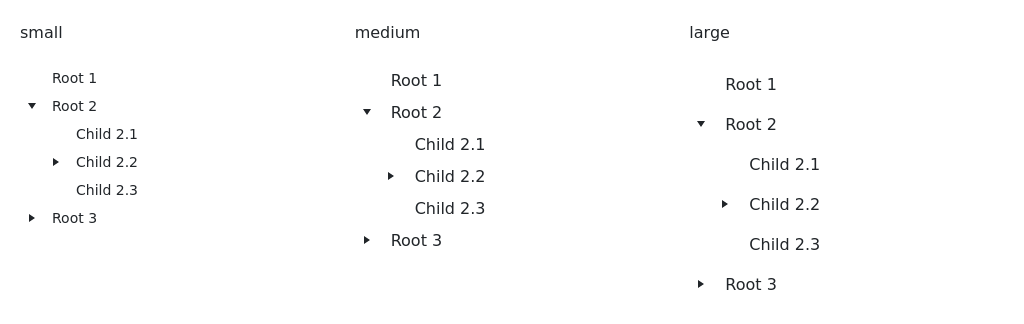 small
Root 1
Root 2
Child 2.1
Child 2.2
Child 2.3
Root 3
medium
Root 1
Root 2
Child 2.1
Child 2.2
Child 2.3
Root 3
large
Root 1
Root 2
Child 2.1
Child 2.2
Child 2.3
Root 3